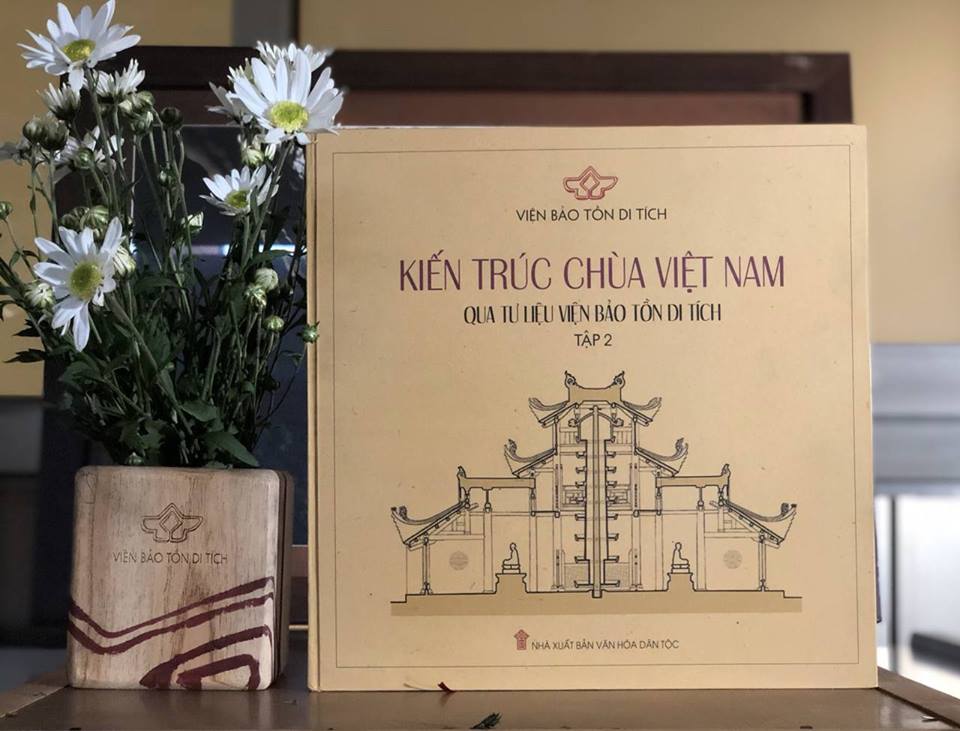 VIỆN BẢO TỒN DI TÍCH
KIẾN TRÚC CHÙA VIỆT NAM
QUA TƯ LIỆU VIỆN BẢO TỒN DI TÍCH
TẬP 2
NHÀ XUẤT BẢN VĂN HÓA DÂN TỘC
VIỆN BẢO TỒN DI TÍCH